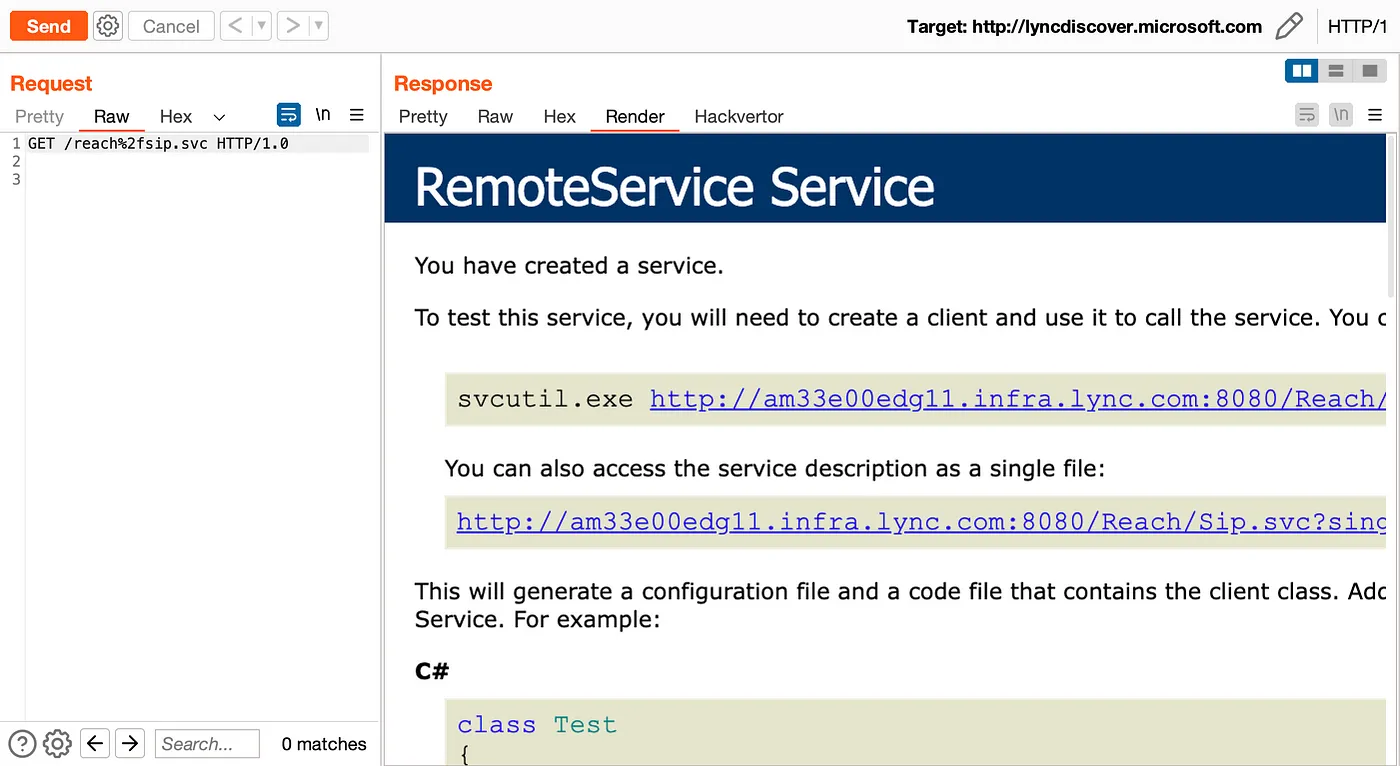 Send
Cancel
<
>
Target: http://lyncdiscover.microsoft.com
HTTP/1
Request
Pretty Raw Hex
\n
Response
Pretty Raw Hex Render Hackvertor
\n
1 GET /reach%2fsip.svc HTTP/1.0
2
3
RemoteService Service
You have created a service.
To test this service, you will need to create a client and use it to call the service. You c
svcutil.exe http://am33e00edg11.infra.lync.com:8080/Reach/
You can also access the service description as a single file:
http://am33e00edg11.infra.lync.com:8080/Reach/Sip.svc?sing
This will generate a configuration file and a code file that contains the client class. Add
Service. For example:
C#
class Test
{
?
Search...
0 matches